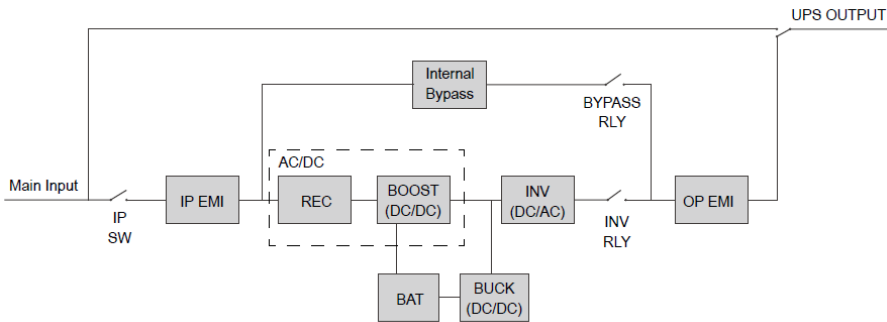 UPS OUTPUT
Internal
Bypass
BYPASS
RLY
AC/DC
Main Input
IP
SW
IP EMI
REC
BOOST
(DC/DC)
INV
(DC/AC)
INV
RLY
OP EMI
BAT
BUCK
(DC/DC)